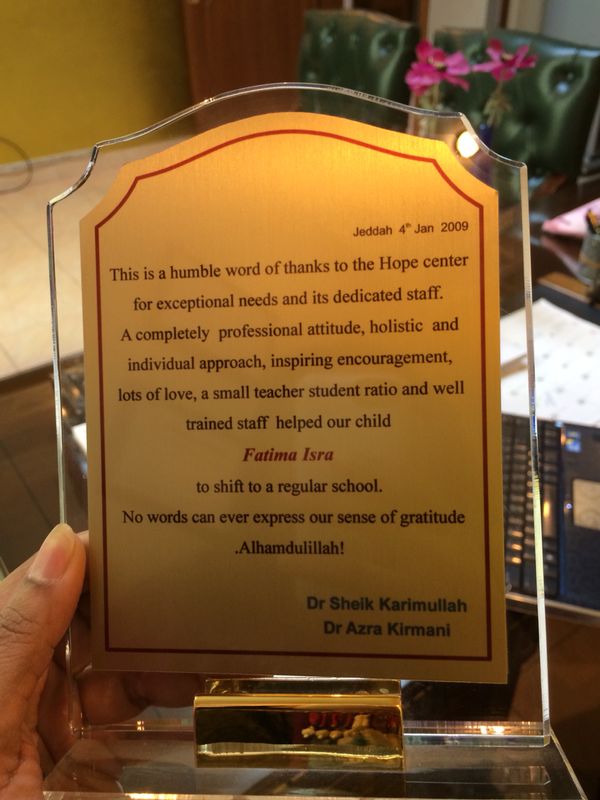 Jeddah 4th Jan 2009
This is a humble word of thanks to the Hope center
for exceptional needs and its dedicated staff.
A completely professional attitude, holistic and
individual approach, inspiring encouragement,
lots of love, a small teacher student ratio and well
trained staff helped our child
Fatima Isra
to shift to a regular school.
No words can ever express our sense of gratitude
.Alhamdulillah!
Dr Sheik Karimullah
Dr Azra Kirmani